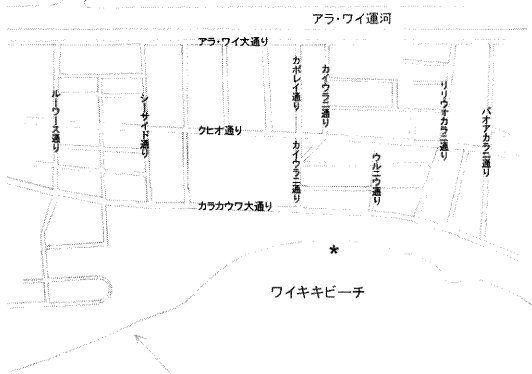 アラ・ワイ運河
アラ・ワイ大通り
カポレイ通り
カイウラニ通り
ルーワース通り
シーサイド通り
リリウオカラニ通り
パオアカラニ通り
クヒオ通り
カイウラニ通り
ウルニウ通り
カラカウワ大通り
*
ワイキキビーチ